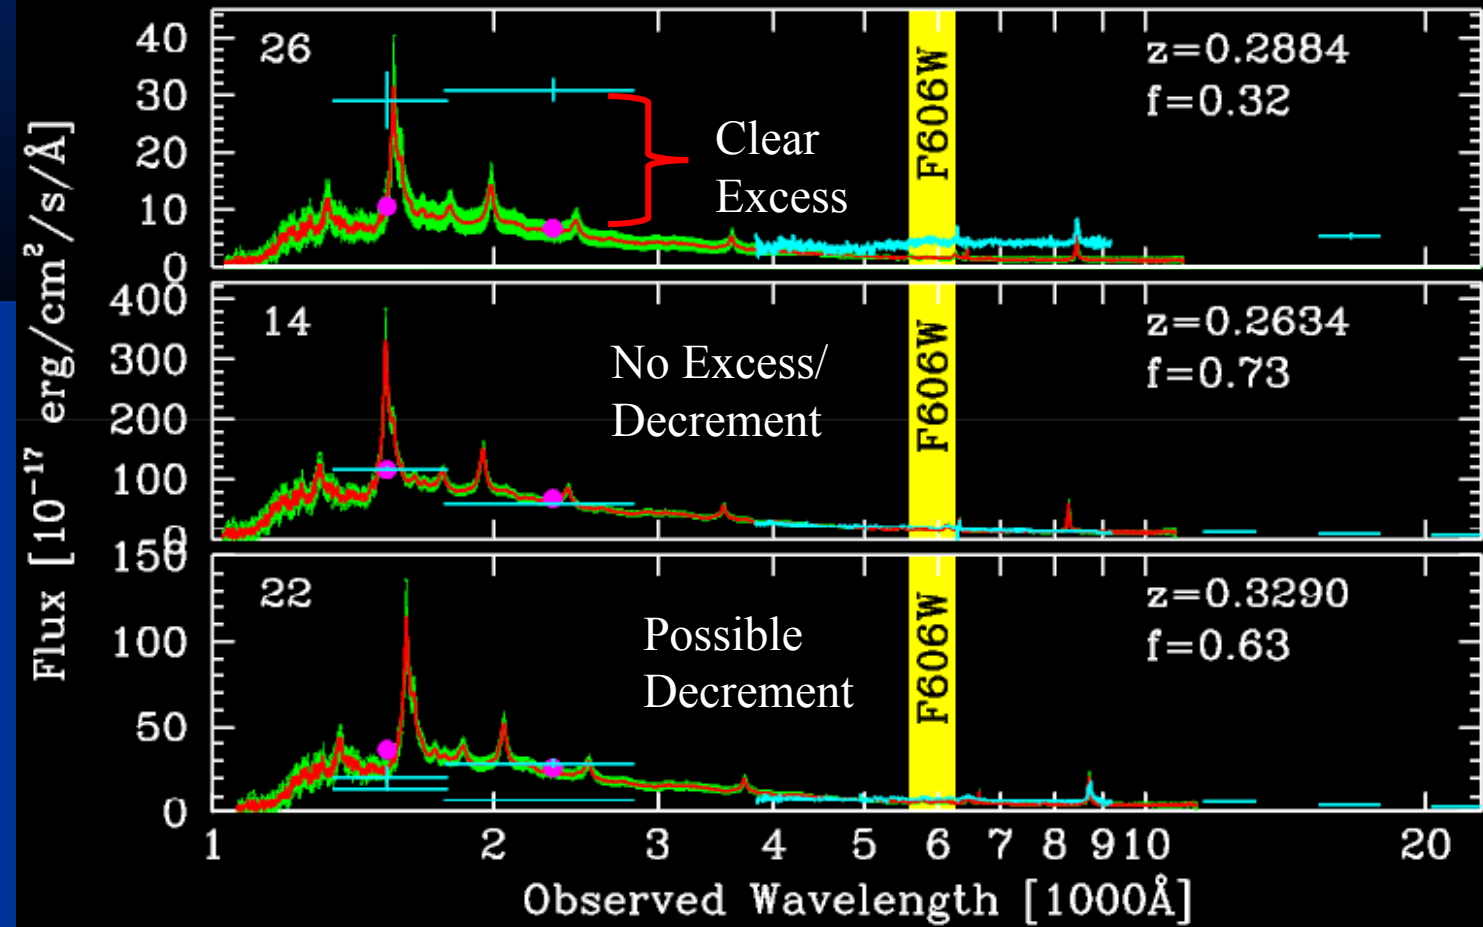 Flux [10⁻¹⁷ erg/cm²/s/Å]
40
30
20
10
0
26
Clear
Excess
F606W
z=0.2884
f=0.32
400
300
200
100
0
14
No Excess/
Decrement
F606W
z=0.2634
f=0.73
150
100
50
0
22
Possible
Decrement
F606W
z=0.3290
f=0.63
1 2 3 4 5 6 7 8 9 10 20
Observed Wavelength [1000Å]